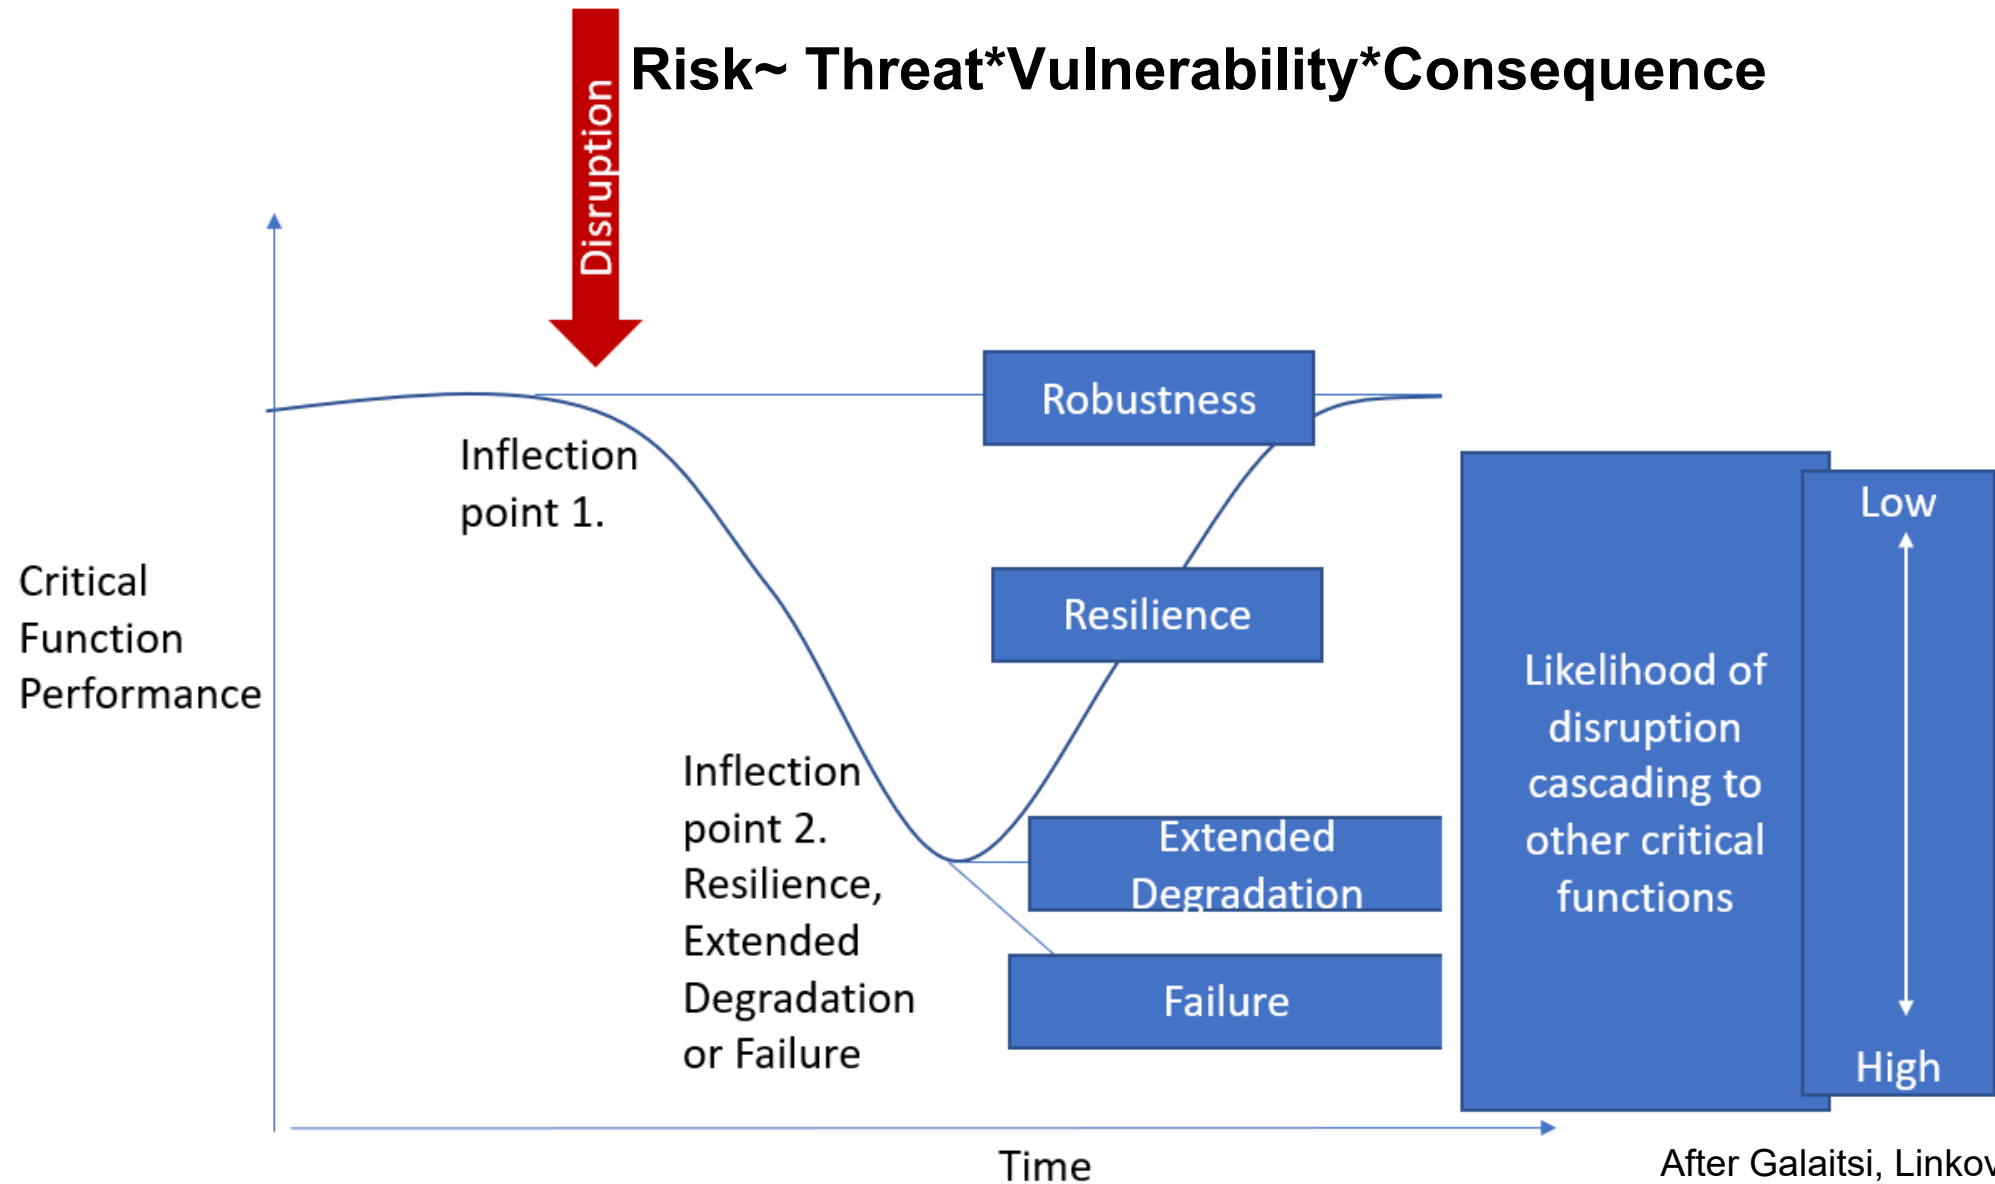 Risk~ Threat*Vulnerability*Consequence
Disruption
Robustness
Inflection
point 1.
Low
Critical
Function
Performance
Resilience
Likelihood of
disruption
cascading to
other critical
functions
Inflection
point 2.
Resilience,
Extended
Degradation
or Failure
Extended
Degradation
Failure
High
Time
After Galaitsi, Linkov